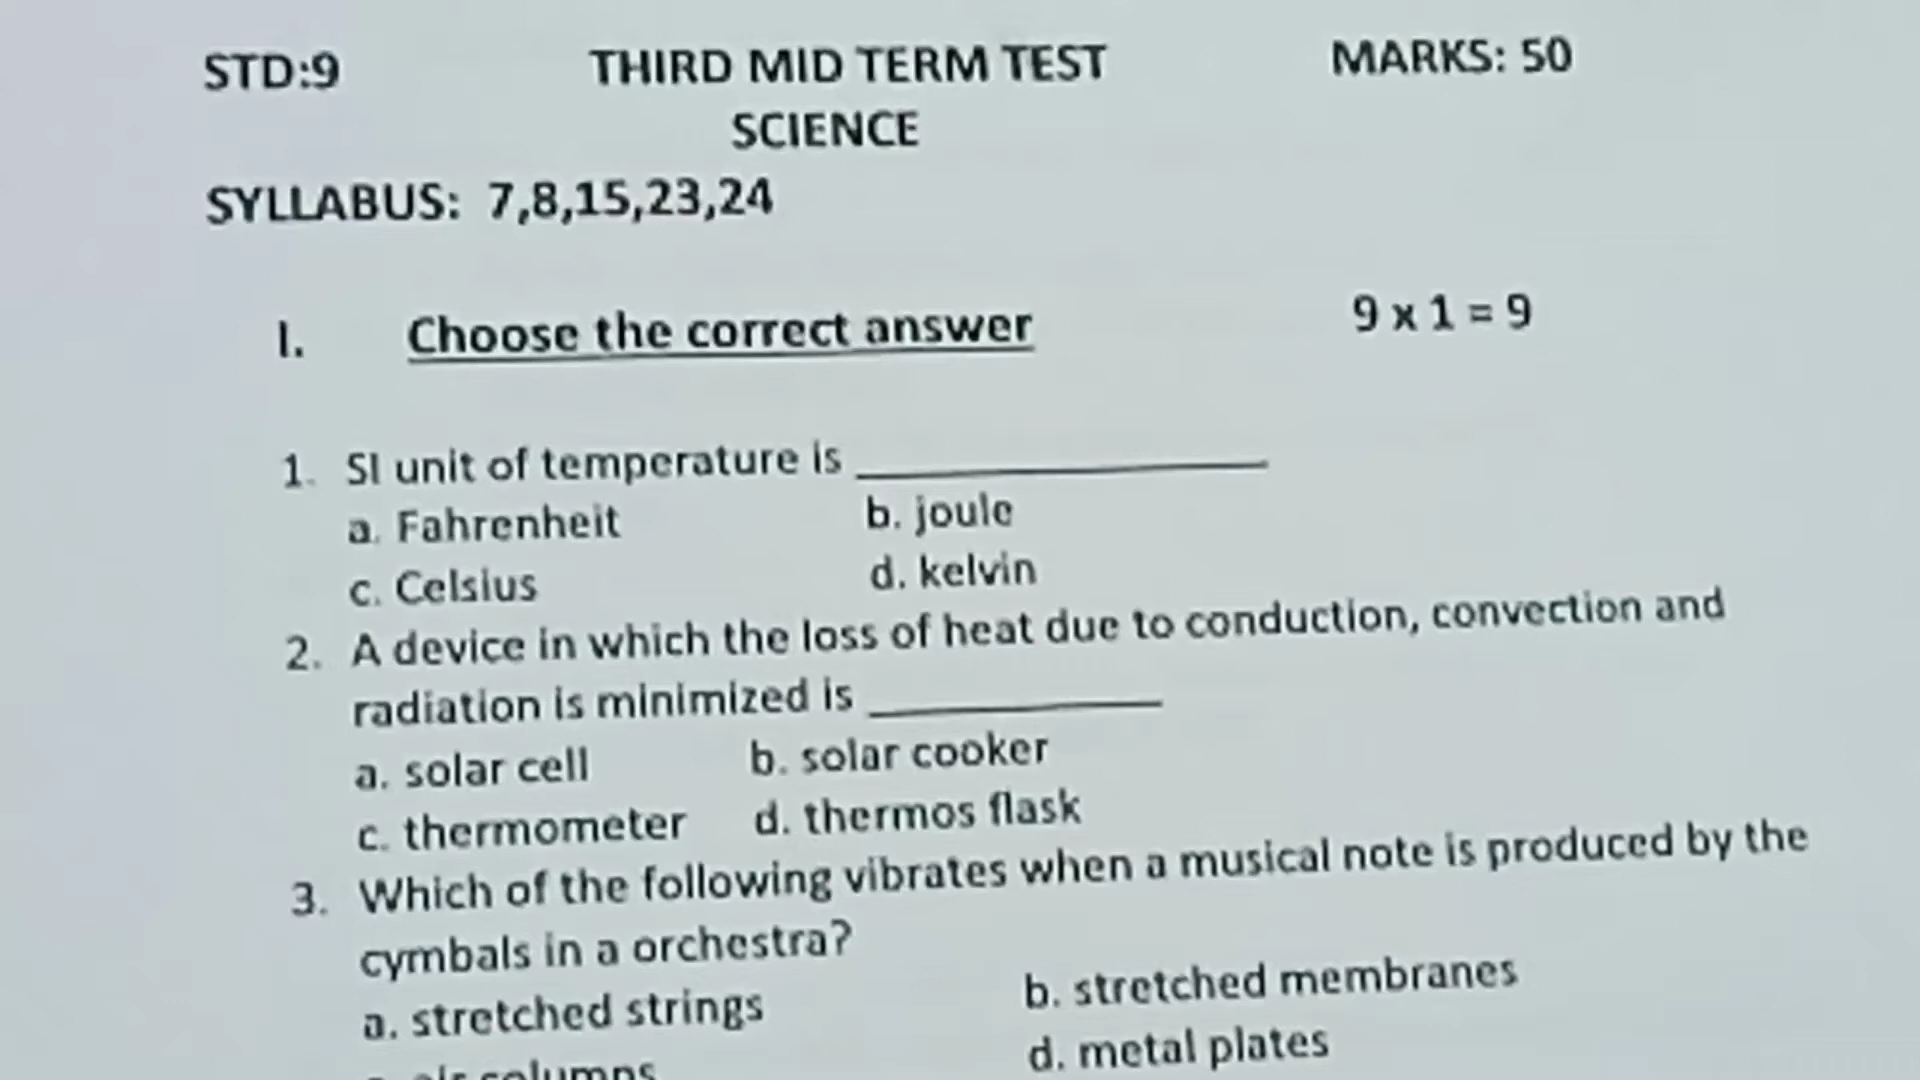 STD:9 THIRD MID TERM TEST MARKS: 50
SCIENCE
SYLLABUS: 7,8,15,23,24
I. Choose the correct answer 9 x 1 = 9
1. SI unit of temperature is ____________
a. Fahrenheit b. joule
c. Celsius d. kelvin
2. A device in which the loss of heat due to conduction, convection and
radiation is minimized is _________
a. solar cell b. solar cooker
c. thermometer d. thermos flask
3. Which of the following vibrates when a musical note is produced by the
cymbals in a orchestra?
a. stretched strings b. stretched membranes
c. air columns d. metal plates